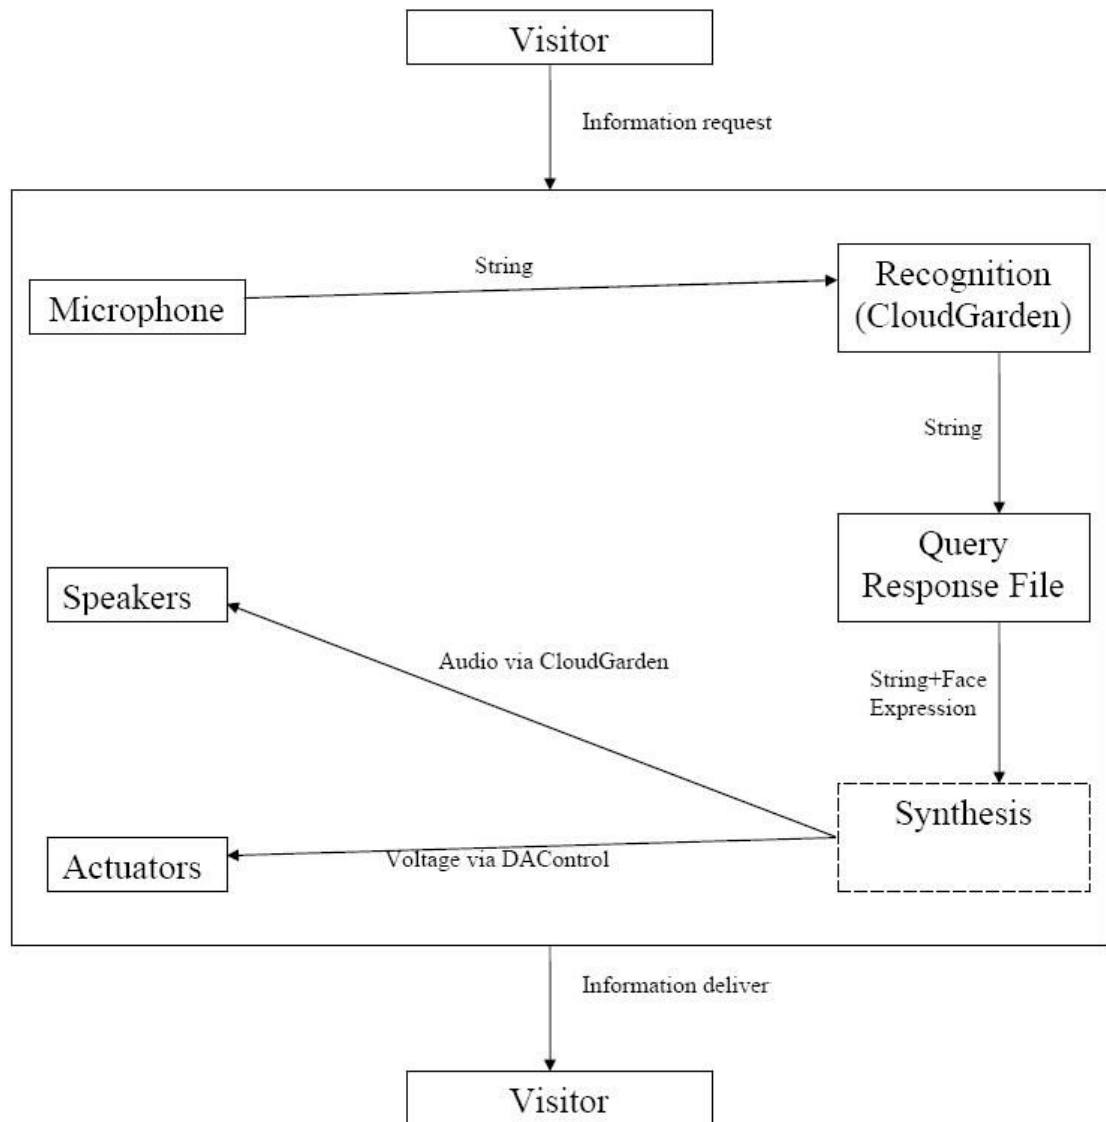 Visitor
Information request
String
Microphone
Recognition
(CloudGarden)
String
Query
Response File
Speakers
Audio via CloudGarden
String+Face
Expression
Synthesis
Actuators
Voltage via DAControl
Information deliver
Visitor